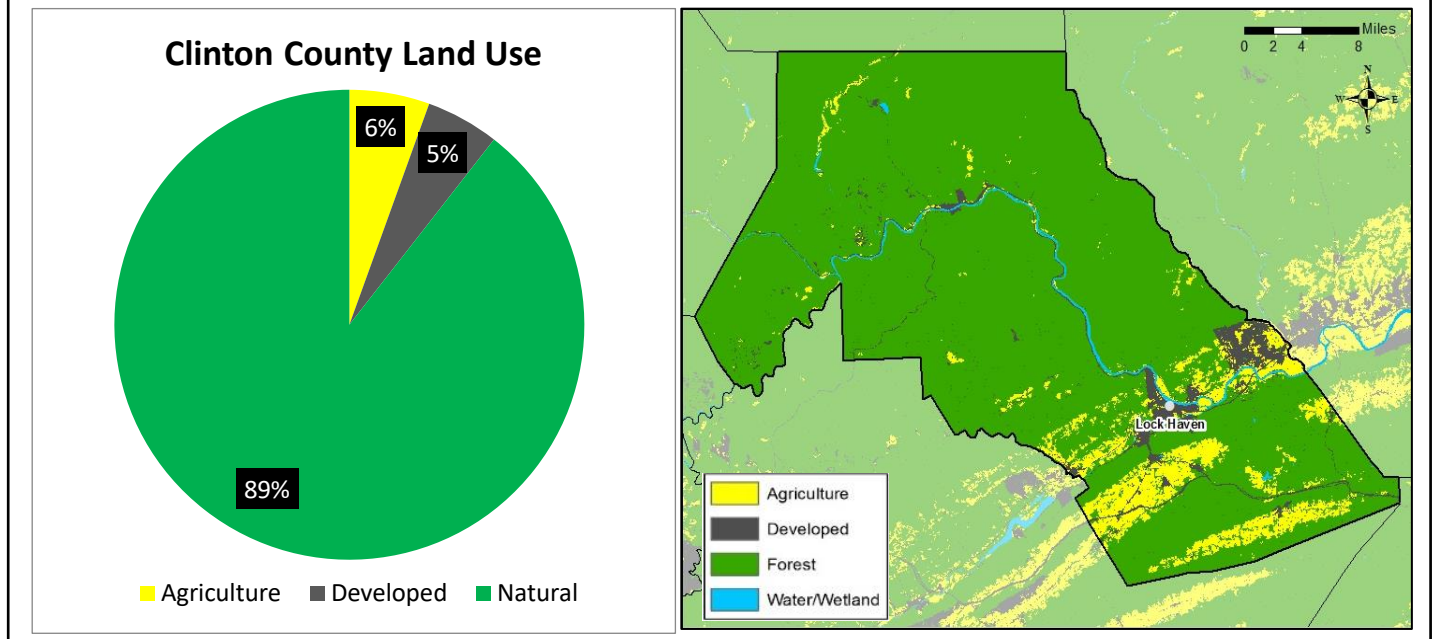 Clinton County Land Use
6%
5%
89%
Agriculture Developed Natural
Miles
0 2 4 8
N
W E
S
Lock Haven
Agriculture
Developed
Forest
Water/Wetland